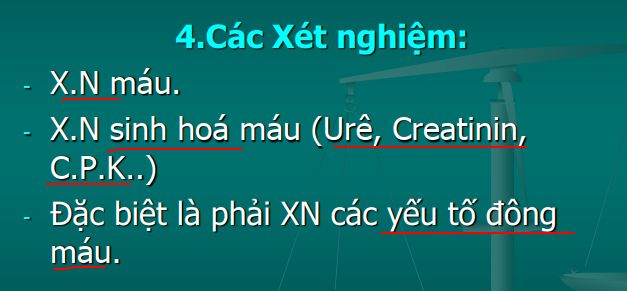 4.Các Xét nghiệm:
- X.N máu.
- X.N sinh hoá máu (Urê, Creatinin,
C.P.K..)
- Đặc biệt là phải XN các yếu tố đông
máu.